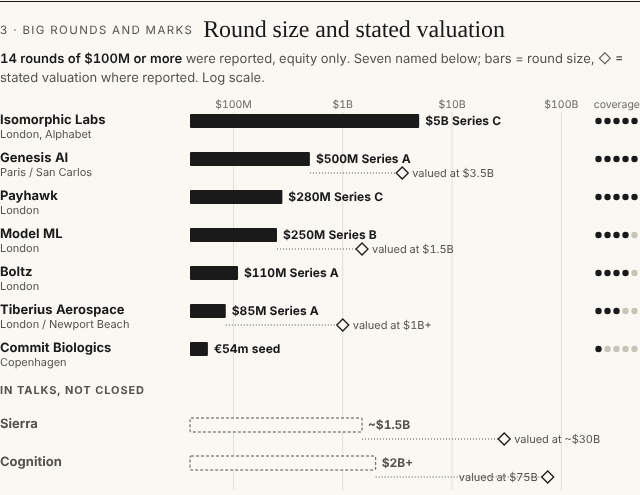 3 · BIG ROUNDS AND MARKS Round size and stated valuation
14 rounds of $100M or more were reported, equity only. Seven named below; bars = round size, ◇ =
stated valuation where reported. Log scale.
$100M $1B $10B $100B coverage
Isomorphic Labs $5B Series C
London, Alphabet
Genesis AI $500M Series A
Paris / San Carlos valued at $3.5B
Payhawk $280M Series C
London
Model ML $250M Series B
London valued at $1.5B
Boltz $110M Series A
London
Tiberius Aerospace $85M Series A
London / Newport Beach valued at $1B+
Commit Biologics €54m seed
Copenhagen
IN TALKS, NOT CLOSED
Sierra ~$1.5B
valued at ~$30B
Cognition $2B+
valued at $75B